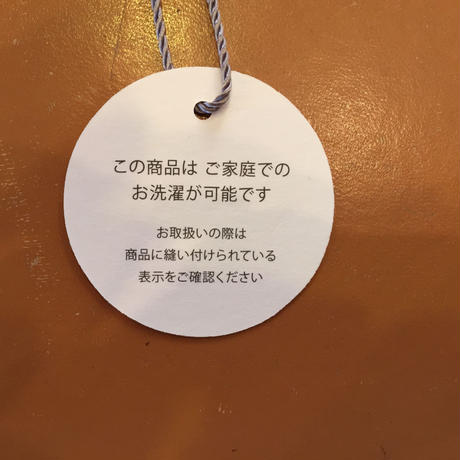 この商品は ご家庭での
お洗濯が可能です
お取扱いの際は
商品に縫い付けられている
表示をご確認ください